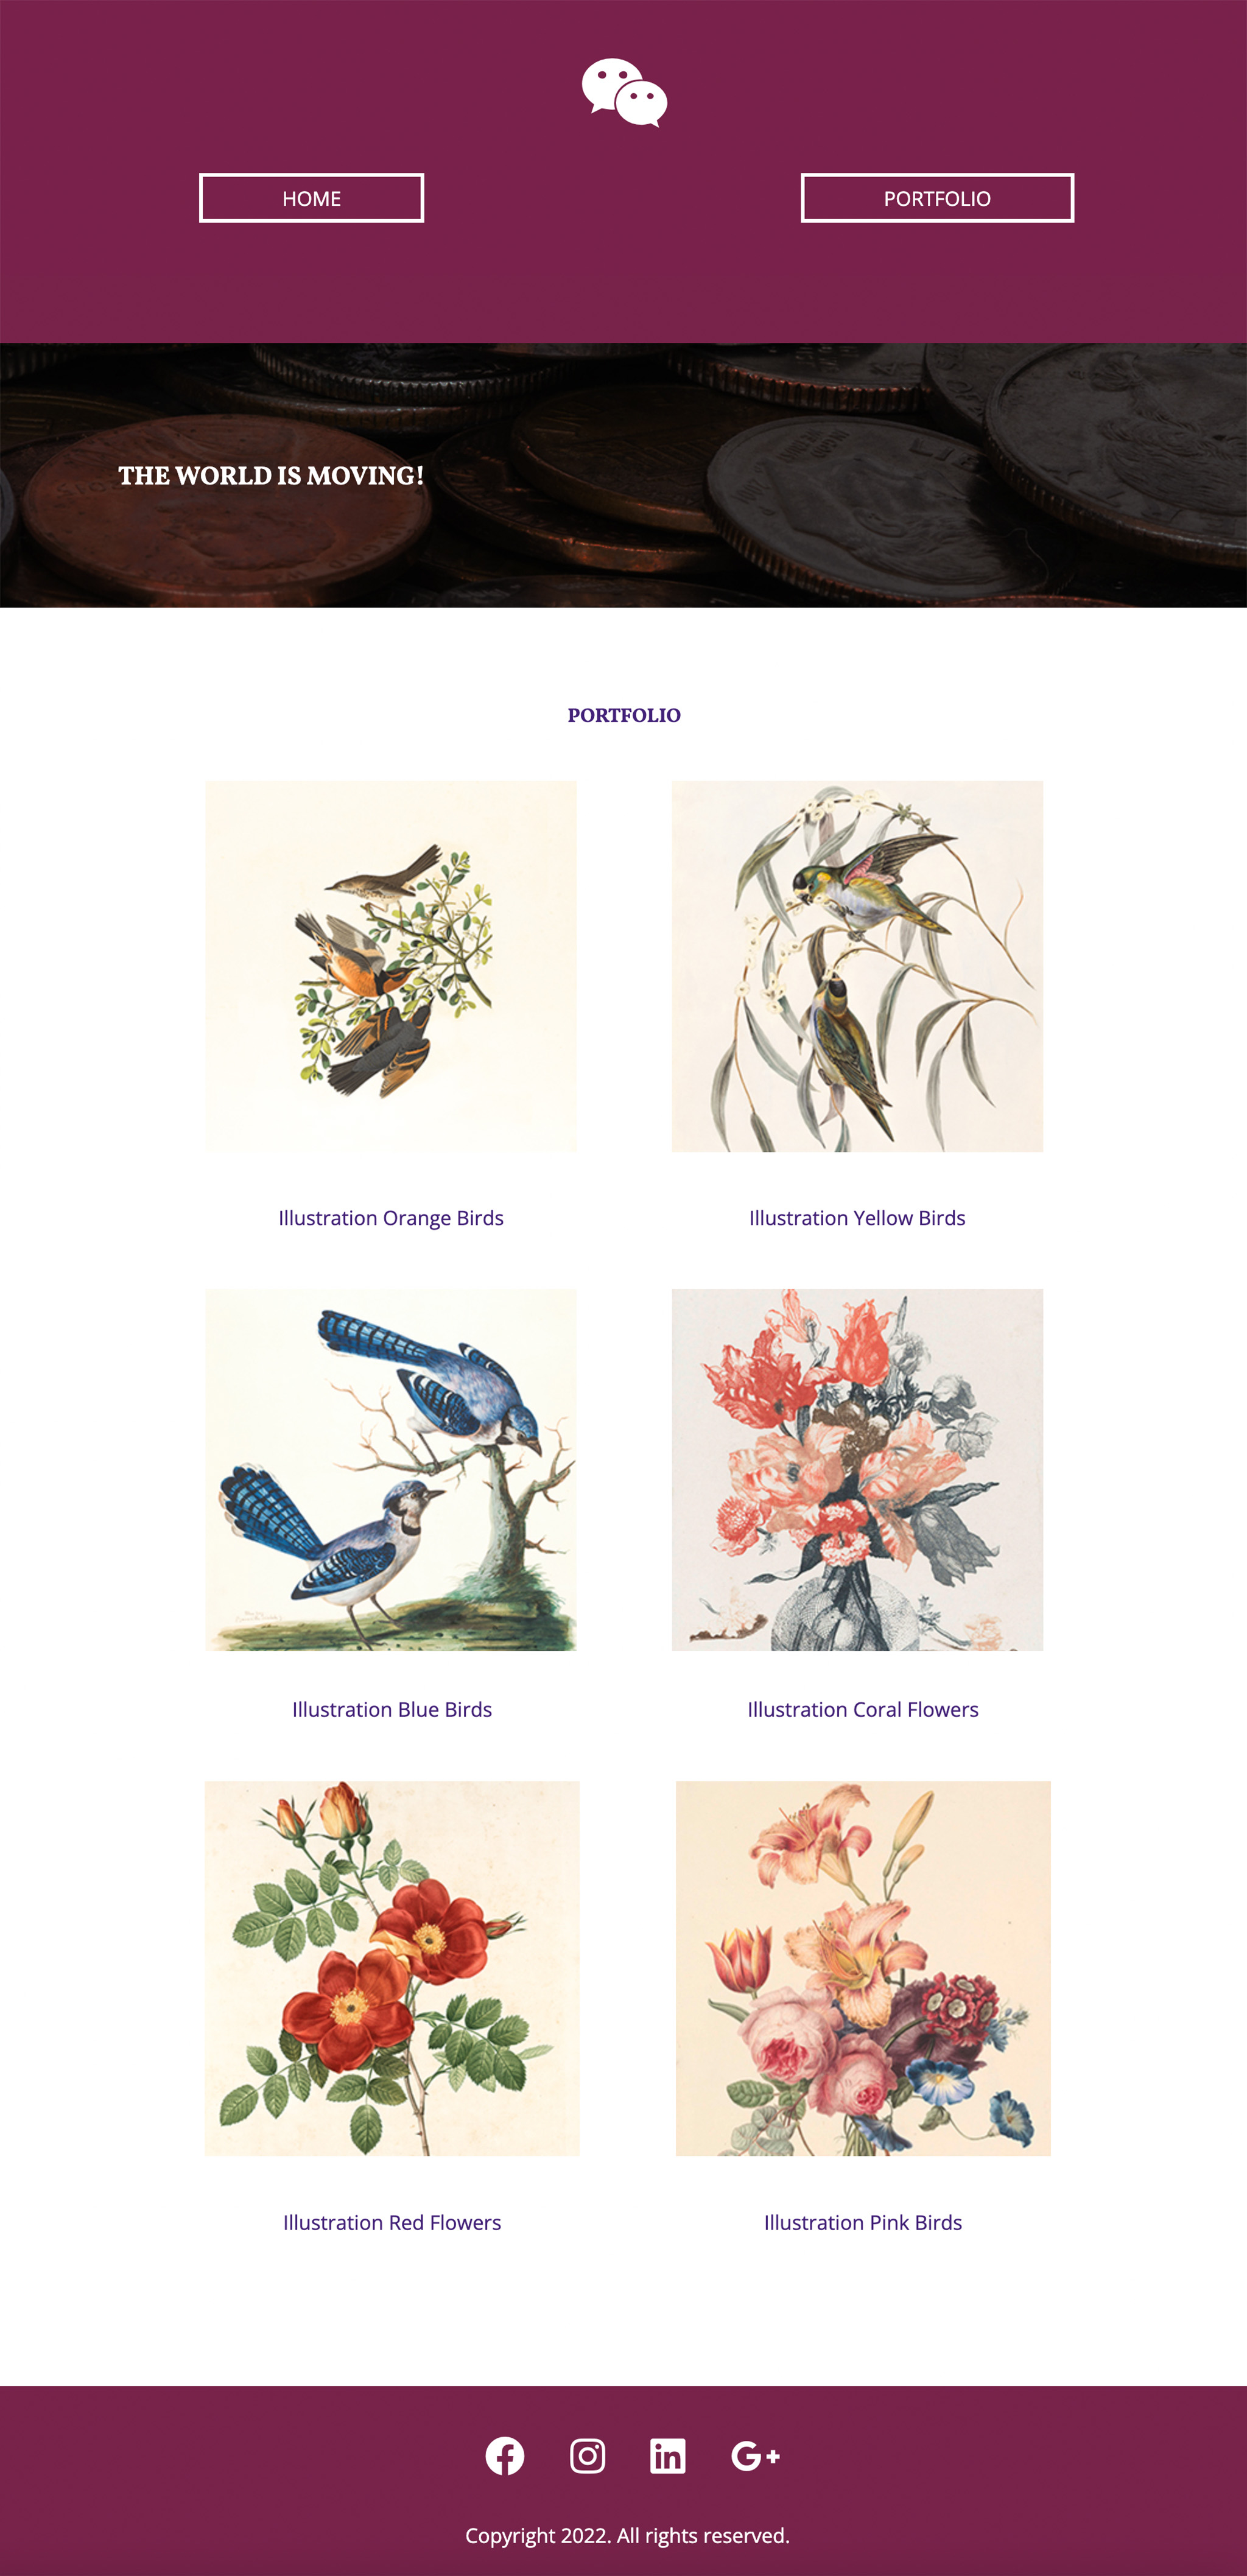 HOME
PORTFOLIO
THE WORLD IS MOVING!
PORTFOLIO
Illustration Orange Birds
Illustration Yellow Birds
Illustration Blue Birds
Illustration Coral Flowers
Illustration Red Flowers
Illustration Pink Birds
Copyright 2022. All rights reserved.